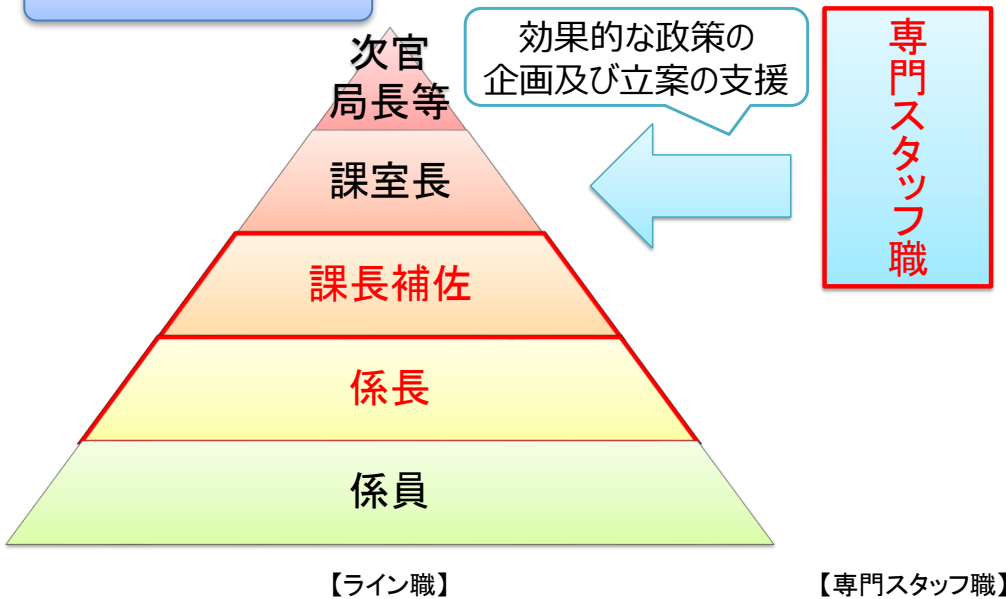 次官
局長等
課室長
課長補佐
係長
係員
効果的な政策の
企画及び立案の支援
専門スタッフ職
【ライン職】
【専門スタッフ職】